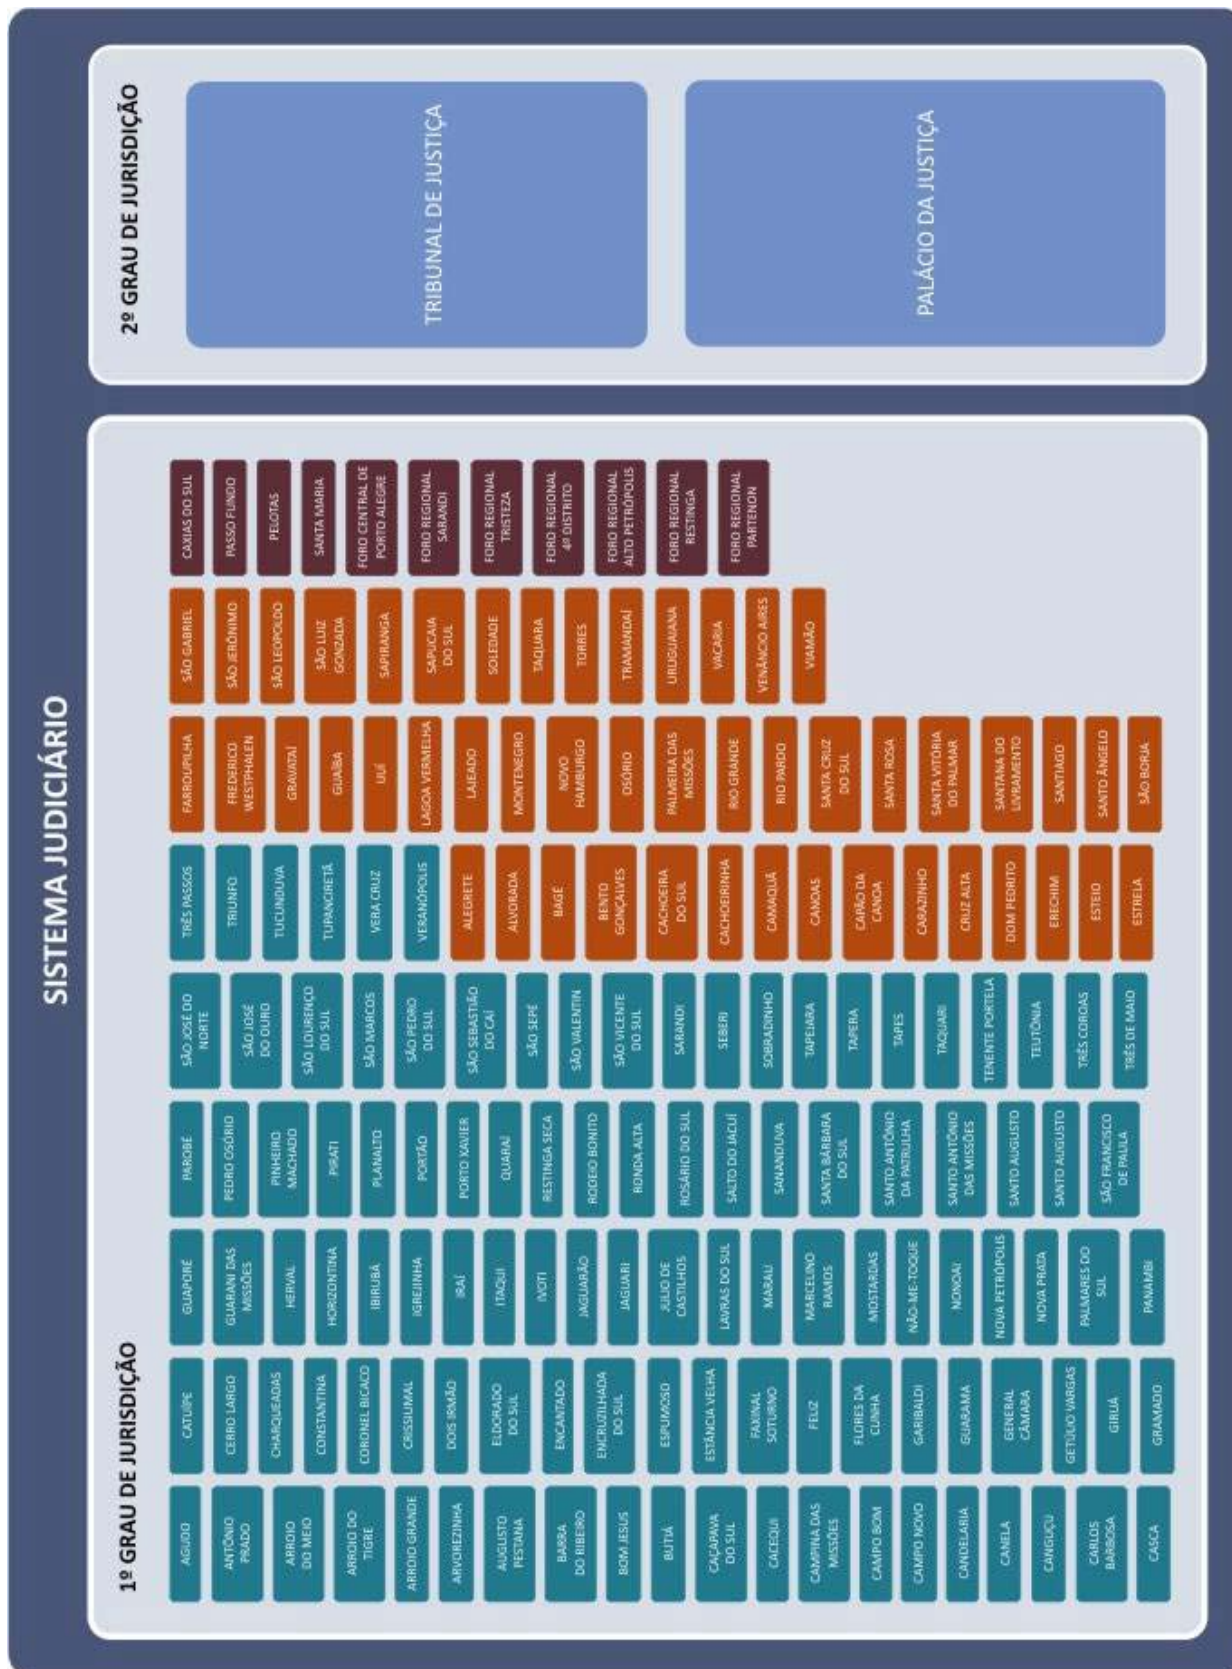 SISTEMA JUDICIÁRIO
1º GRAU DE JURISDIÇÃO
AGUDO
ANTÔNIO
PRADO
ARROIO
DO MEIO
ARROIO DO
TIGRE
ARROIO GRANDE
ARVOREZINHA
AUGUSTO
PESTANA
BARRA
DO RIBEIRO
BOM JESUS
BUTIÁ
CAÇAPAVA
DO SUL
CACEQUI
CAMPINA DAS
MISSÕES
CAMPO BOM
CAMPO NOVO
CANDELARIA
CANELA
CANGUÇU
CARLOS
BARBOSA
CASCA
CATUÍPE
CERRO LARGO
CHARQUEADAS
CONSTANTINA
CORONEL BICACO
CRISSIUMAL
DOIS IRMÃO
ELDORADO
DO SUL
ENCANTADO
ENCRUZILHADA
DO SUL
ESPUMOSO
ESTÂNCIA VELHA
FAXINAL
SOTURNO
FELIZ
FLORES DA
CUNHA
GARIBALDI
GUARAMA
GENERAL
CÂMARA
GETÚLIO VARGAS
GIRUÁ
GRAMADO
GUAPORÉ
GUARANI DAS
MISSÕES
HERVAL
HORIZONTINA
IBIRUBÁ
IGREJINHA
IRAÍ
ITAQUI
IVOTI
JAGUARÃO
JAGUARI
JULIO DE
CASTILHOS
LAVRAS DO SUL
MARAU
MARCELINO
RAMOS
MOSTARDAS
NÃO-ME-TOQUE
NONOAI
NOVA PETRÓPOLIS
NOVA PRATA
PALMARES DO
SUL
PANAMBI
PAROBÉ
PEDRO OSÓRIO
PINHEIRO
MACHADO
PIRATI
PLANALTO
PORTÃO
PORTO XAVIER
QUARAÍ
RESTINGA SECA
RODEIO BONITO
RONDA ALTA
ROSÁRIO DO SUL
SALTO DO JACUÍ
SANANDUVA
SANTA BÁRBARA
DO SUL
SANTO ANTÔNIO
DA PATRULHA
SANTO ANTÔNIO
DAS MISSÕES
SANTO AUGUSTO
SANTO AUGUSTO
SÃO FRANCISCO
DE PAULA
SÃO JOSÉ DO
NORTE
SÃO JOSÉ
DO OURO
SÃO LOURENÇO
DO SUL
SÃO MARCOS
SÃO PEDRO
DO SUL
SÃO SEBASTIÃO
DO CAÍ
SÃO SEPÉ
SÃO VALENTIN
SÃO VICENTE
DO SUL
SARANDI
SEBERI
SOBRADINHO
TAPEJARA
TAPERA
TAPES
TAQUARI
TENENTE PORTELA
TEUTÔNIA
TRÊS COROAS
TRÊS DE MAIO
TRÊS PASSOS
TRIUNFO
TUCUNDUVA
TUPANCIRETÃ
VERA CRUZ
VERANÓPOLIS
ALEGRETE
ALVORADA
BAGÉ
BENTO
GONÇALVES
CACHOEIRA
DO SUL
CACHOEIRINHA
CAMAQUÃ
CANOAS
CAPÃO DA
CANOA
CARAZINHO
CRUZ ALTA
DOM PEDRITO
ERECHIM
ESTEIO
ESTRELA
FARROUPILHA
FREDERICO
WESTPHALEN
GRAVATAÍ
GUAÍBA
IJUÍ
LAGOA VERMELHA
LAJEADO
MONTENEGRO
NOVO
HAMBURGO
OSÓRIO
PALMEIRA DAS
MISSÕES
RIO GRANDE
RIO PARDO
SANTA CRUZ
DO SUL
SANTA ROSA
SANTA VITÓRIA
DO PALMAR
SANTANA DO
LIVRAMENTO
SANTIAGO
SANTO ÂNGELO
SÃO BORJA
SÃO GABRIEL
SÃO JERÔNIMO
SÃO LEOPOLDO
SÃO LUIZ
GONZADA
SAPIRANGA
SAPUCAIA
DO SUL
SOLEDADE
TAQUARA
TORRES
TRAMANDAÍ
URUGUAIANA
VACARIA
VENÂNCIO AIRES
VIAMÃO
CAXIAS DO SUL
PASSO FUNDO
PELOTAS
SANTA MARIA
FORO CENTRAL DE
PORTO ALEGRE
FORO REGIONAL
SARANDI
FORO REGIONAL
TRISTEZA
FORO REGIONAL
4º DISTRITO
FORO REGIONAL
ALTO PETRÓPOLIS
FORO REGIONAL
RESTINGA
FORO REGIONAL
PARTENON
2º GRAU DE JURISDIÇÃO
TRIBUNAL DE JUSTIÇA
PALÁCIO DA JUSTIÇA